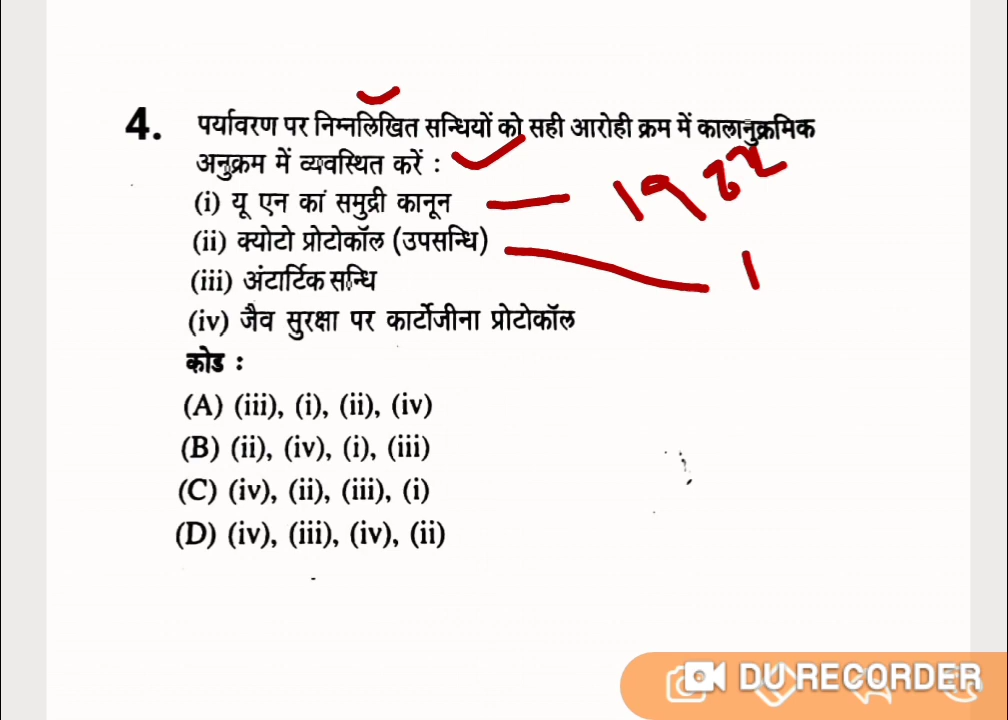 4. पर्यावरण पर निम्नलिखित सन्धियों को सही आरोही क्रम में कालानुक्रमिक
अनुक्रम में व्यवस्थित करें :
(i) यू एन कां समुद्री कानून
(ii) क्योटो प्रोटोकॉल (उपसन्धि)
(iii) अंटार्टिक सन्धि
(iv) जैव सुरक्षा पर कार्टोजीना प्रोटोकॉल
कोड :
(A) (iii), (i), (ii), (iv)
(B) (ii), (iv), (i), (iii)
(C) (iv), (ii), (iii), (i)
(D) (iv), (iii), (iv), (ii)
DU RECORDER